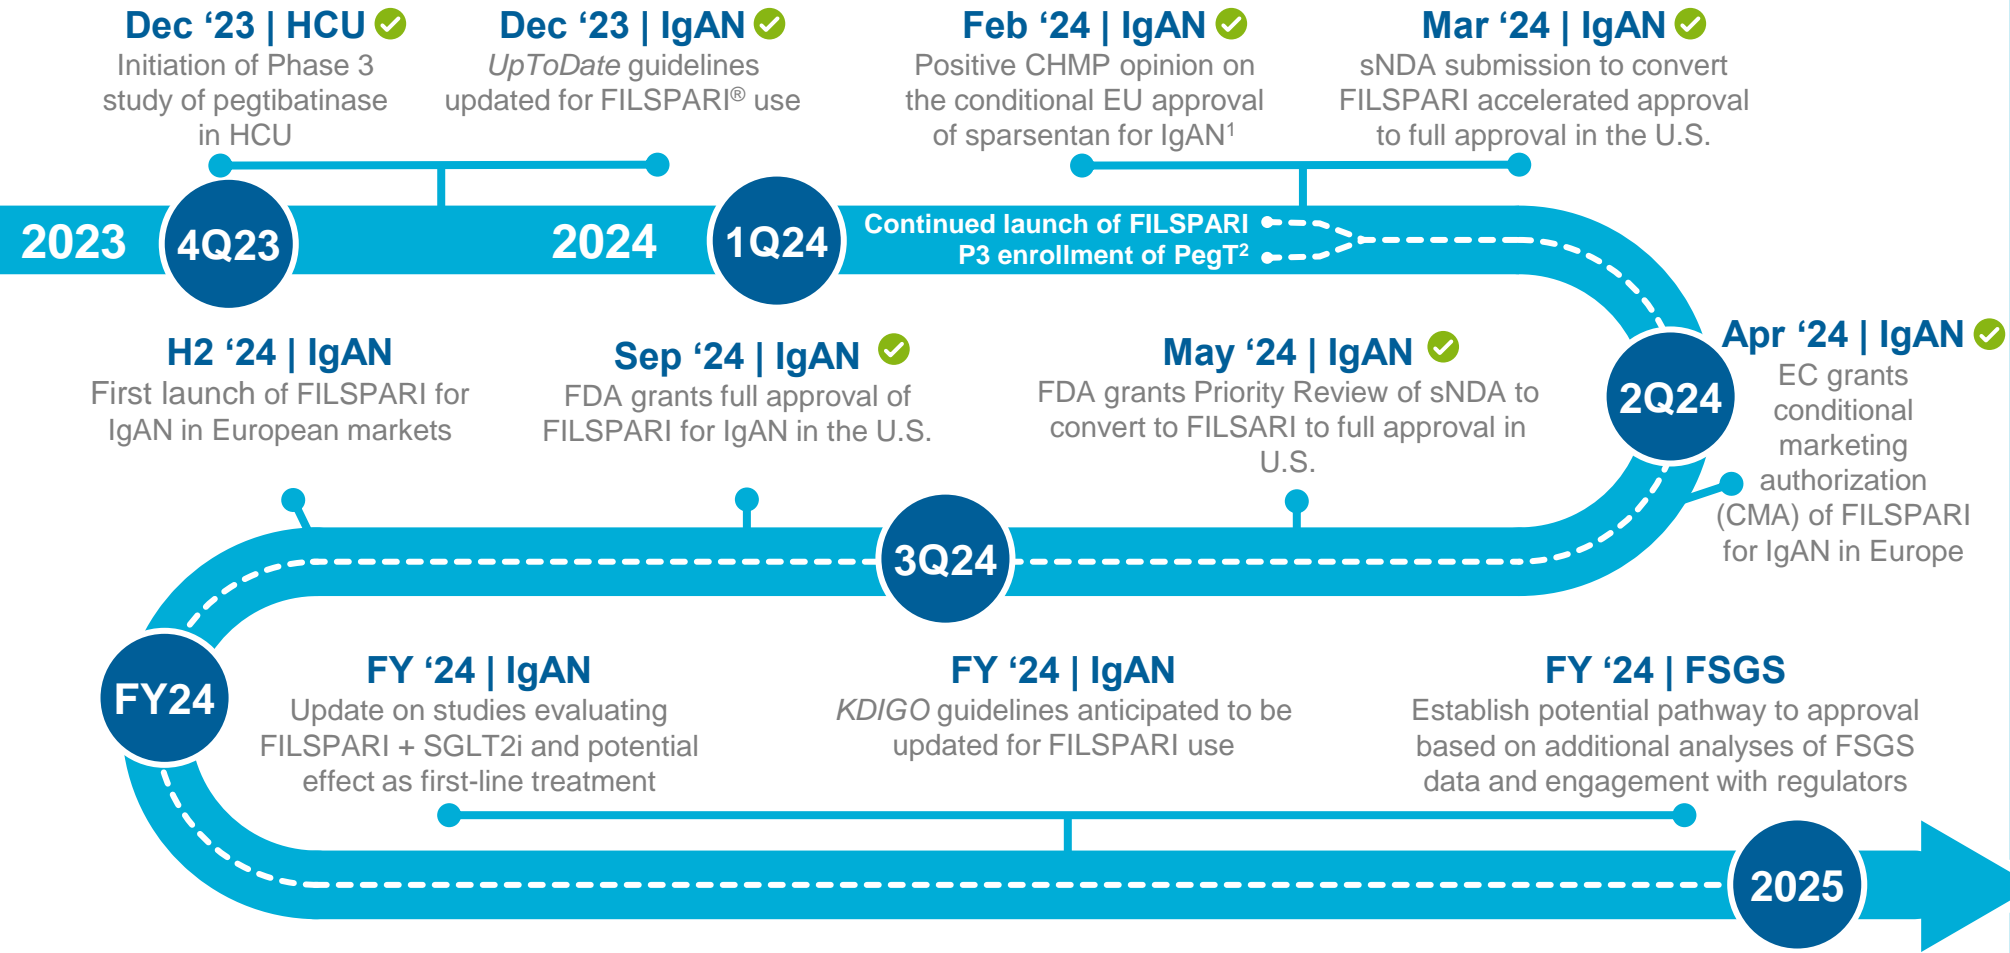 Dec ‘23 | HCU
Initiation of Phase 3
study of pegtibatinase
in HCU
Dec ‘23 | IgAN
UpToDate guidelines
updated for FILSPARI® use
Feb ‘24 | IgAN
Positive CHMP opinion on
the conditional EU approval
of sparsentan for IgAN¹
Mar ‘24 | IgAN
sNDA submission to convert
FILSPARI accelerated approval
to full approval in the U.S.
2023
4Q23
2024
1Q24
Continued launch of FILSPARI
P3 enrollment of PegT²
2Q24
Apr ‘24 | IgAN
EC grants
conditional
marketing
authorization
(CMA) of FILSPARI
for IgAN in Europe
May ‘24 | IgAN
FDA grants Priority Review of sNDA to
convert to FILSARI to full approval in
U.S.
3Q24
Sep ‘24 | IgAN
FDA grants full approval of
FILSPARI for IgAN in the U.S.
H2 ‘24 | IgAN
First launch of FILSPARI for
IgAN in European markets
FY24
FY ‘24 | IgAN
Update on studies evaluating
FILSPARI + SGLT2i and potential
effect as first-line treatment
FY ‘24 | IgAN
KDIGO guidelines anticipated to be
updated for FILSPARI use
FY ‘24 | FSGS
Establish potential pathway to approval
based on additional analyses of FSGS
data and engagement with regulators
2025